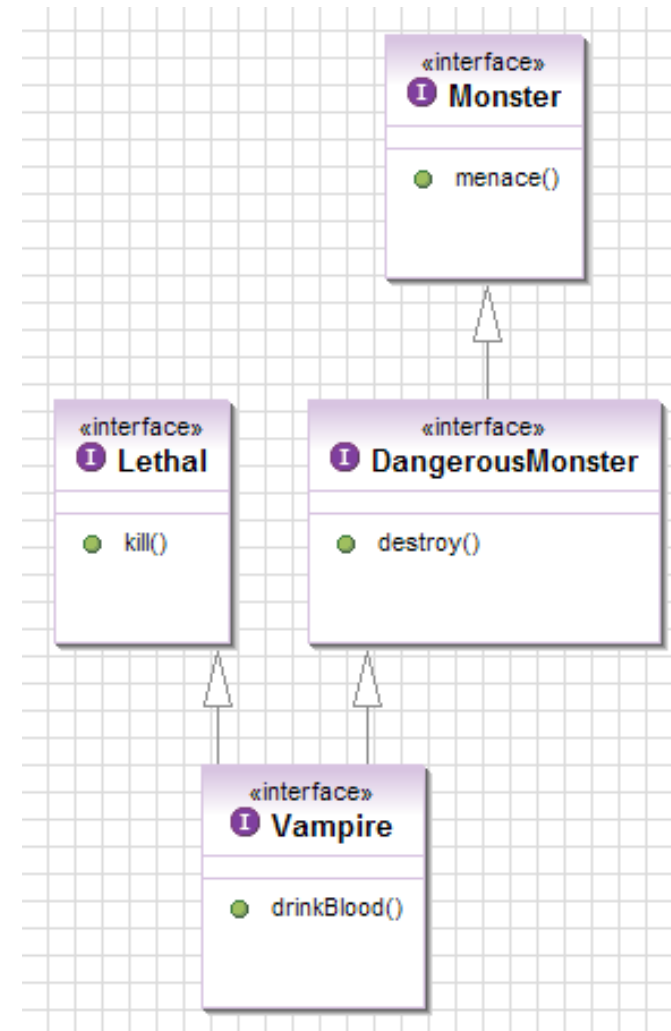 «interface»
I Monster
menace()
«interface»
I Lethal
kill()
«interface»
I DangerousMonster
destroy()
«interface»
I Vampire
drinkBlood()